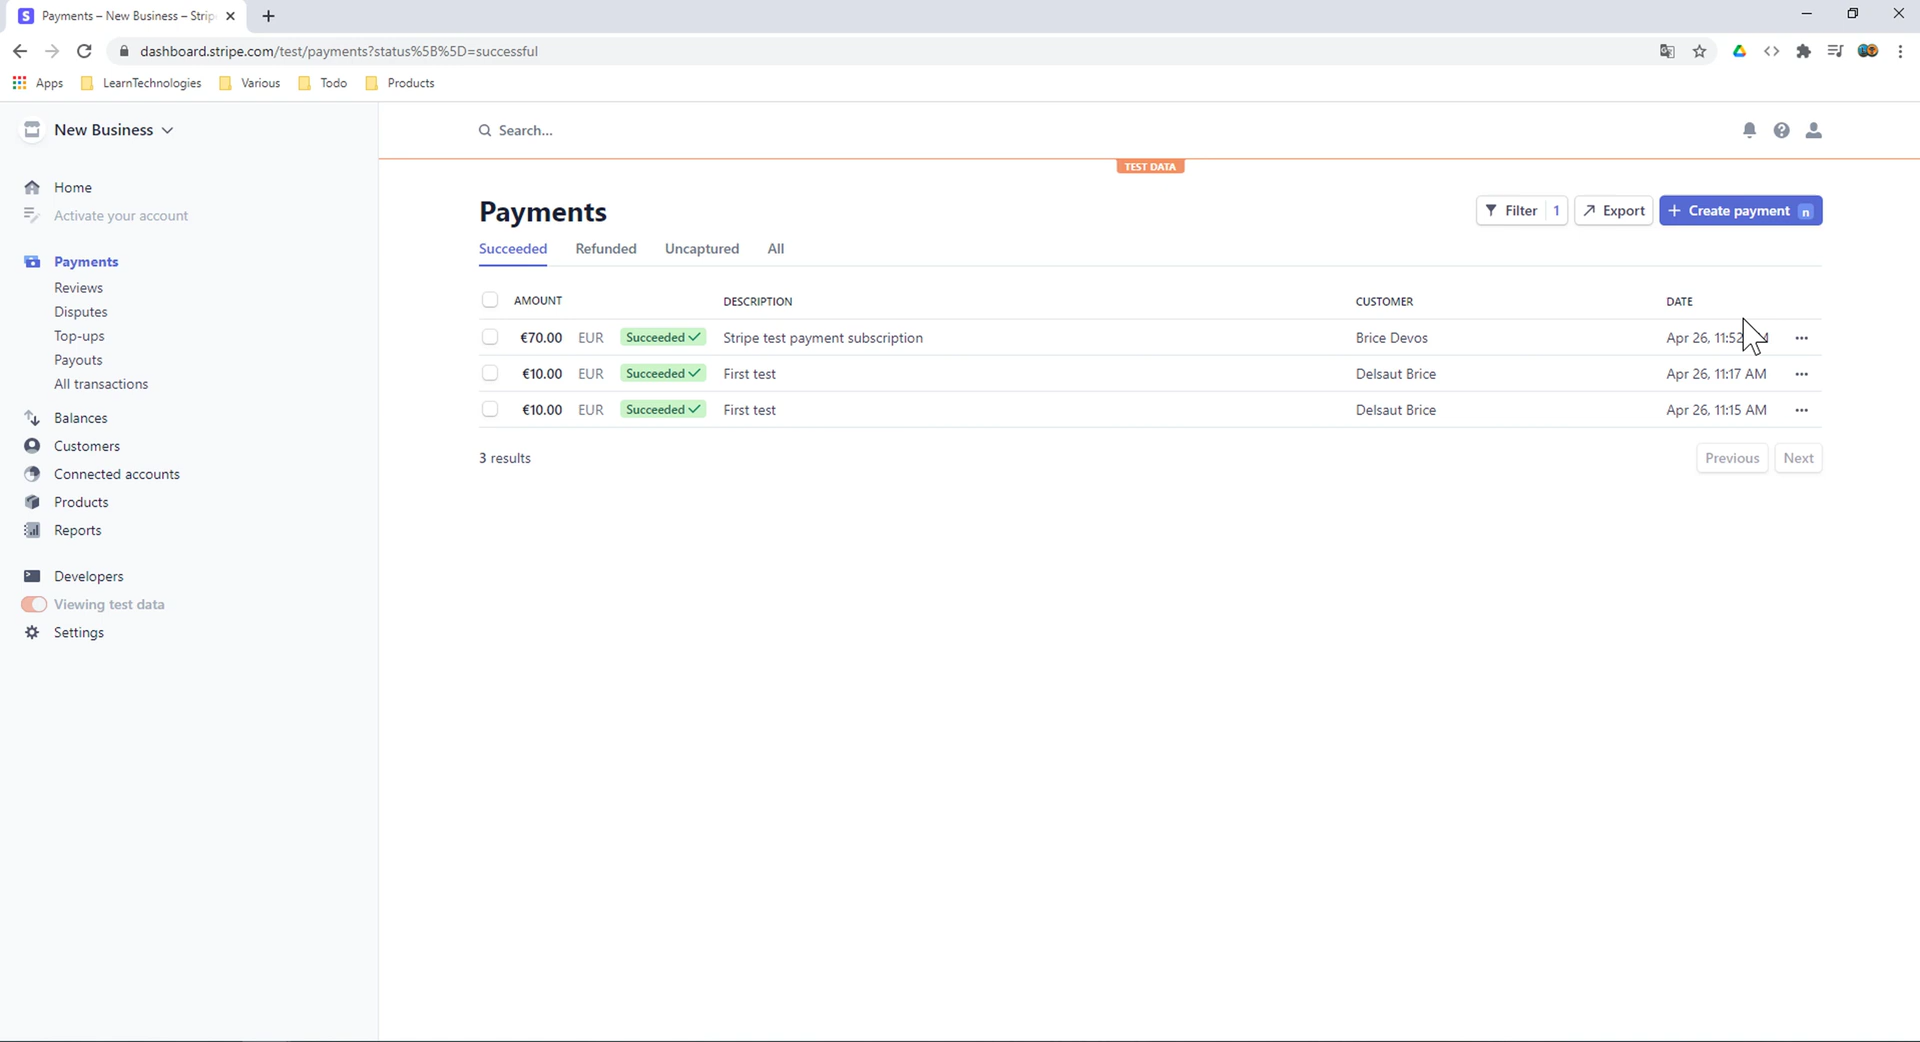 Payments – New Business – Strip
dashboard.stripe.com/test/payments?status%5B%5D=successful
Apps LearnTechnologies Various Todo Products
New Business
Search...
TEST DATA
Home
Activate your account
Payments
Reviews
Disputes
Top-ups
Payouts
All transactions
Balances
Customers
Connected accounts
Products
Reports
Developers
Viewing test data
Settings
Payments
Filter 1 Export + Create payment n
Succeeded Refunded Uncaptured All
AMOUNT DESCRIPTION CUSTOMER DATE
€70.00 EUR Succeeded Stripe test payment subscription Brice Devos Apr 26, 11:52
€10.00 EUR Succeeded First test Delsaut Brice Apr 26, 11:17 AM
€10.00 EUR Succeeded First test Delsaut Brice Apr 26, 11:15 AM
3 results
Previous Next